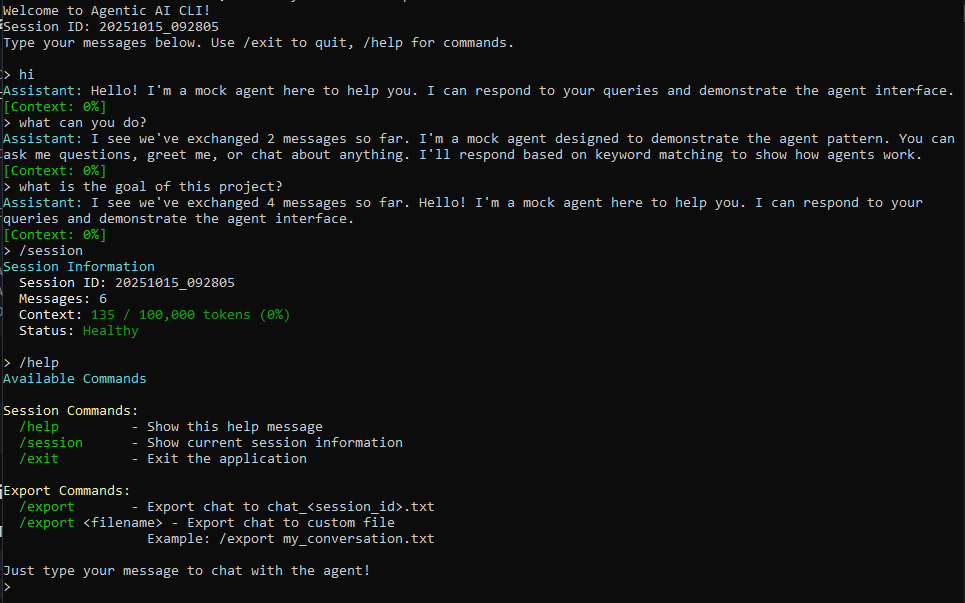 Welcome to Agentic AI CLI!
Session ID: 20251015_092805
Type your messages below. Use /exit to quit, /help for commands.
> hi
Assistant: Hello! I'm a mock agent here to help you. I can respond to your queries and demonstrate the agent interface.
[Context: 0%]
> what can you do?
Assistant: I see we've exchanged 2 messages so far. I'm a mock agent designed to demonstrate the agent pattern. You can
ask me questions, greet me, or chat about anything. I'll respond based on keyword matching to show how agents work.
[Context: 0%]
> what is the goal of this project?
Assistant: I see we've exchanged 4 messages so far. Hello! I'm a mock agent here to help you. I can respond to your
queries and demonstrate the agent interface.
[Context: 0%]
> /session
Session Information
  Session ID: 20251015_092805
  Messages: 6
  Context: 135 / 100,000 tokens (0%)
  Status: Healthy
> /help
Available Commands
Session Commands:
  /help         - Show this help message
  /session      - Show current session information
  /exit         - Exit the application
Export Commands:
  /export       - Export chat to chat_<session_id>.txt
  /export <filename> - Export chat to custom file
                  Example: /export my_conversation.txt
Just type your message to chat with the agent!
>